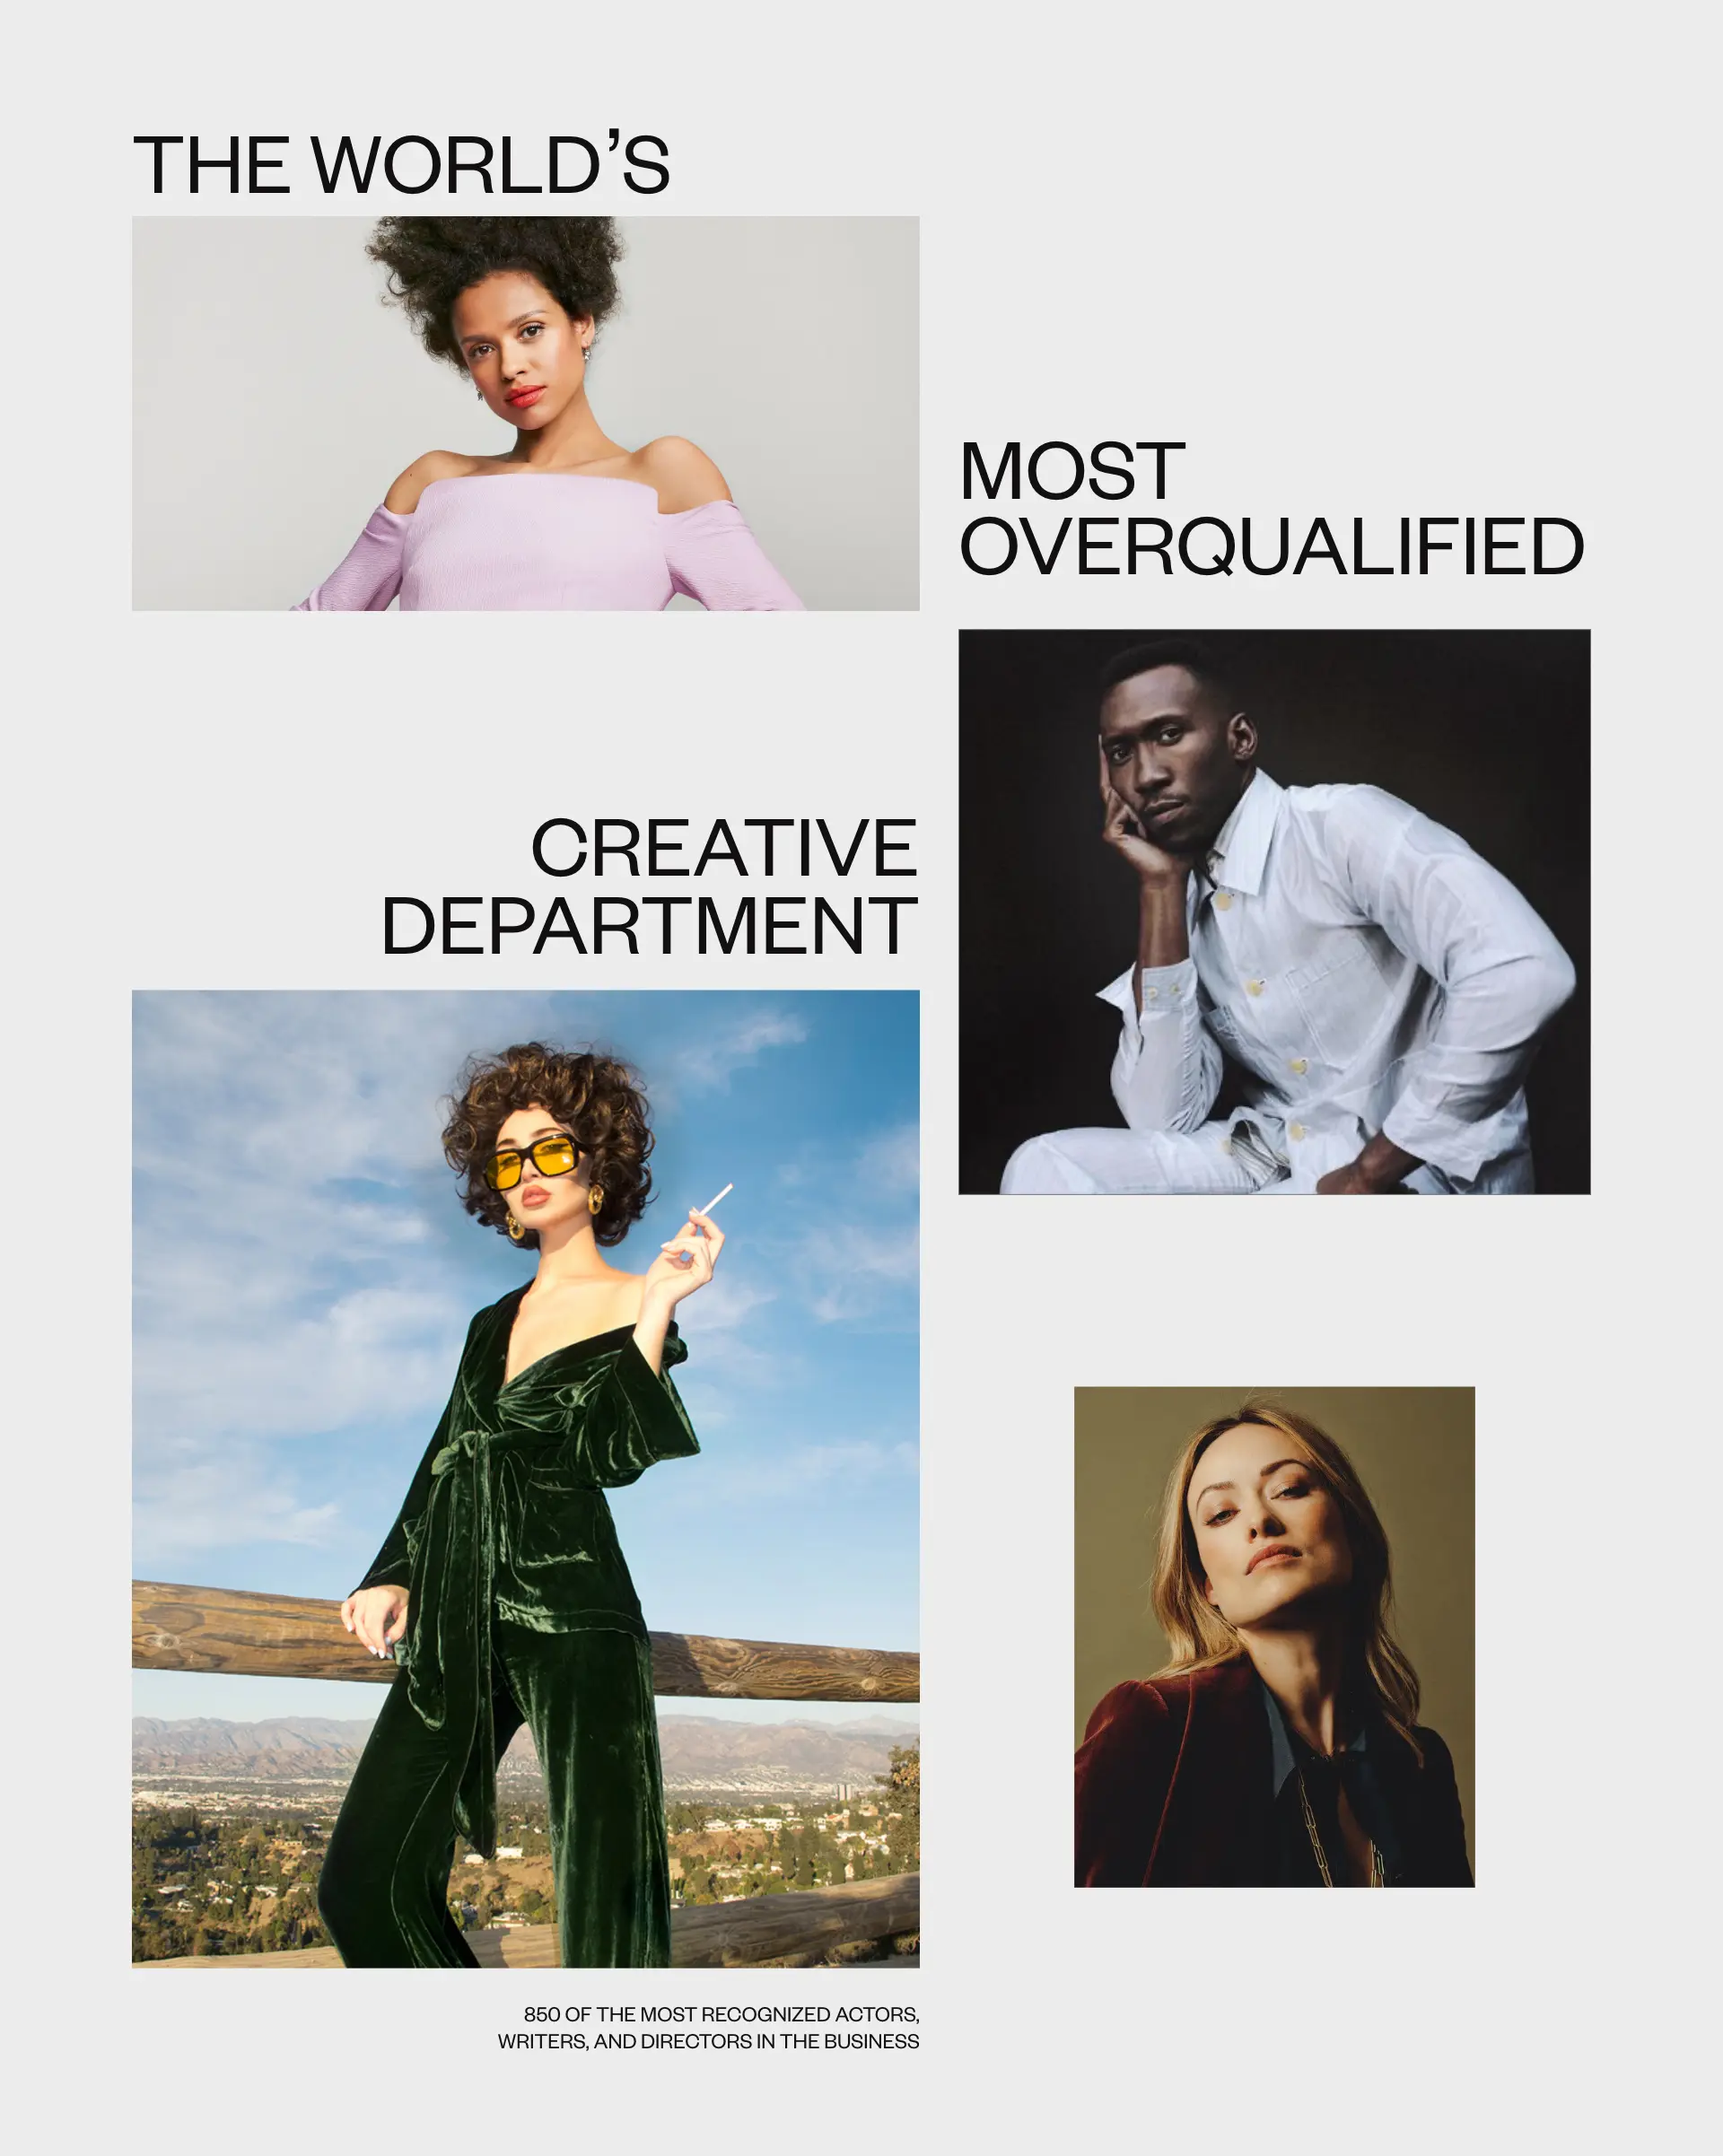 THE WORLD’S
MOST
OVERQUALIFIED
CREATIVE
DEPARTMENT
850 OF THE MOST RECOGNIZED ACTORS,
WRITERS, AND DIRECTORS IN THE BUSINESS